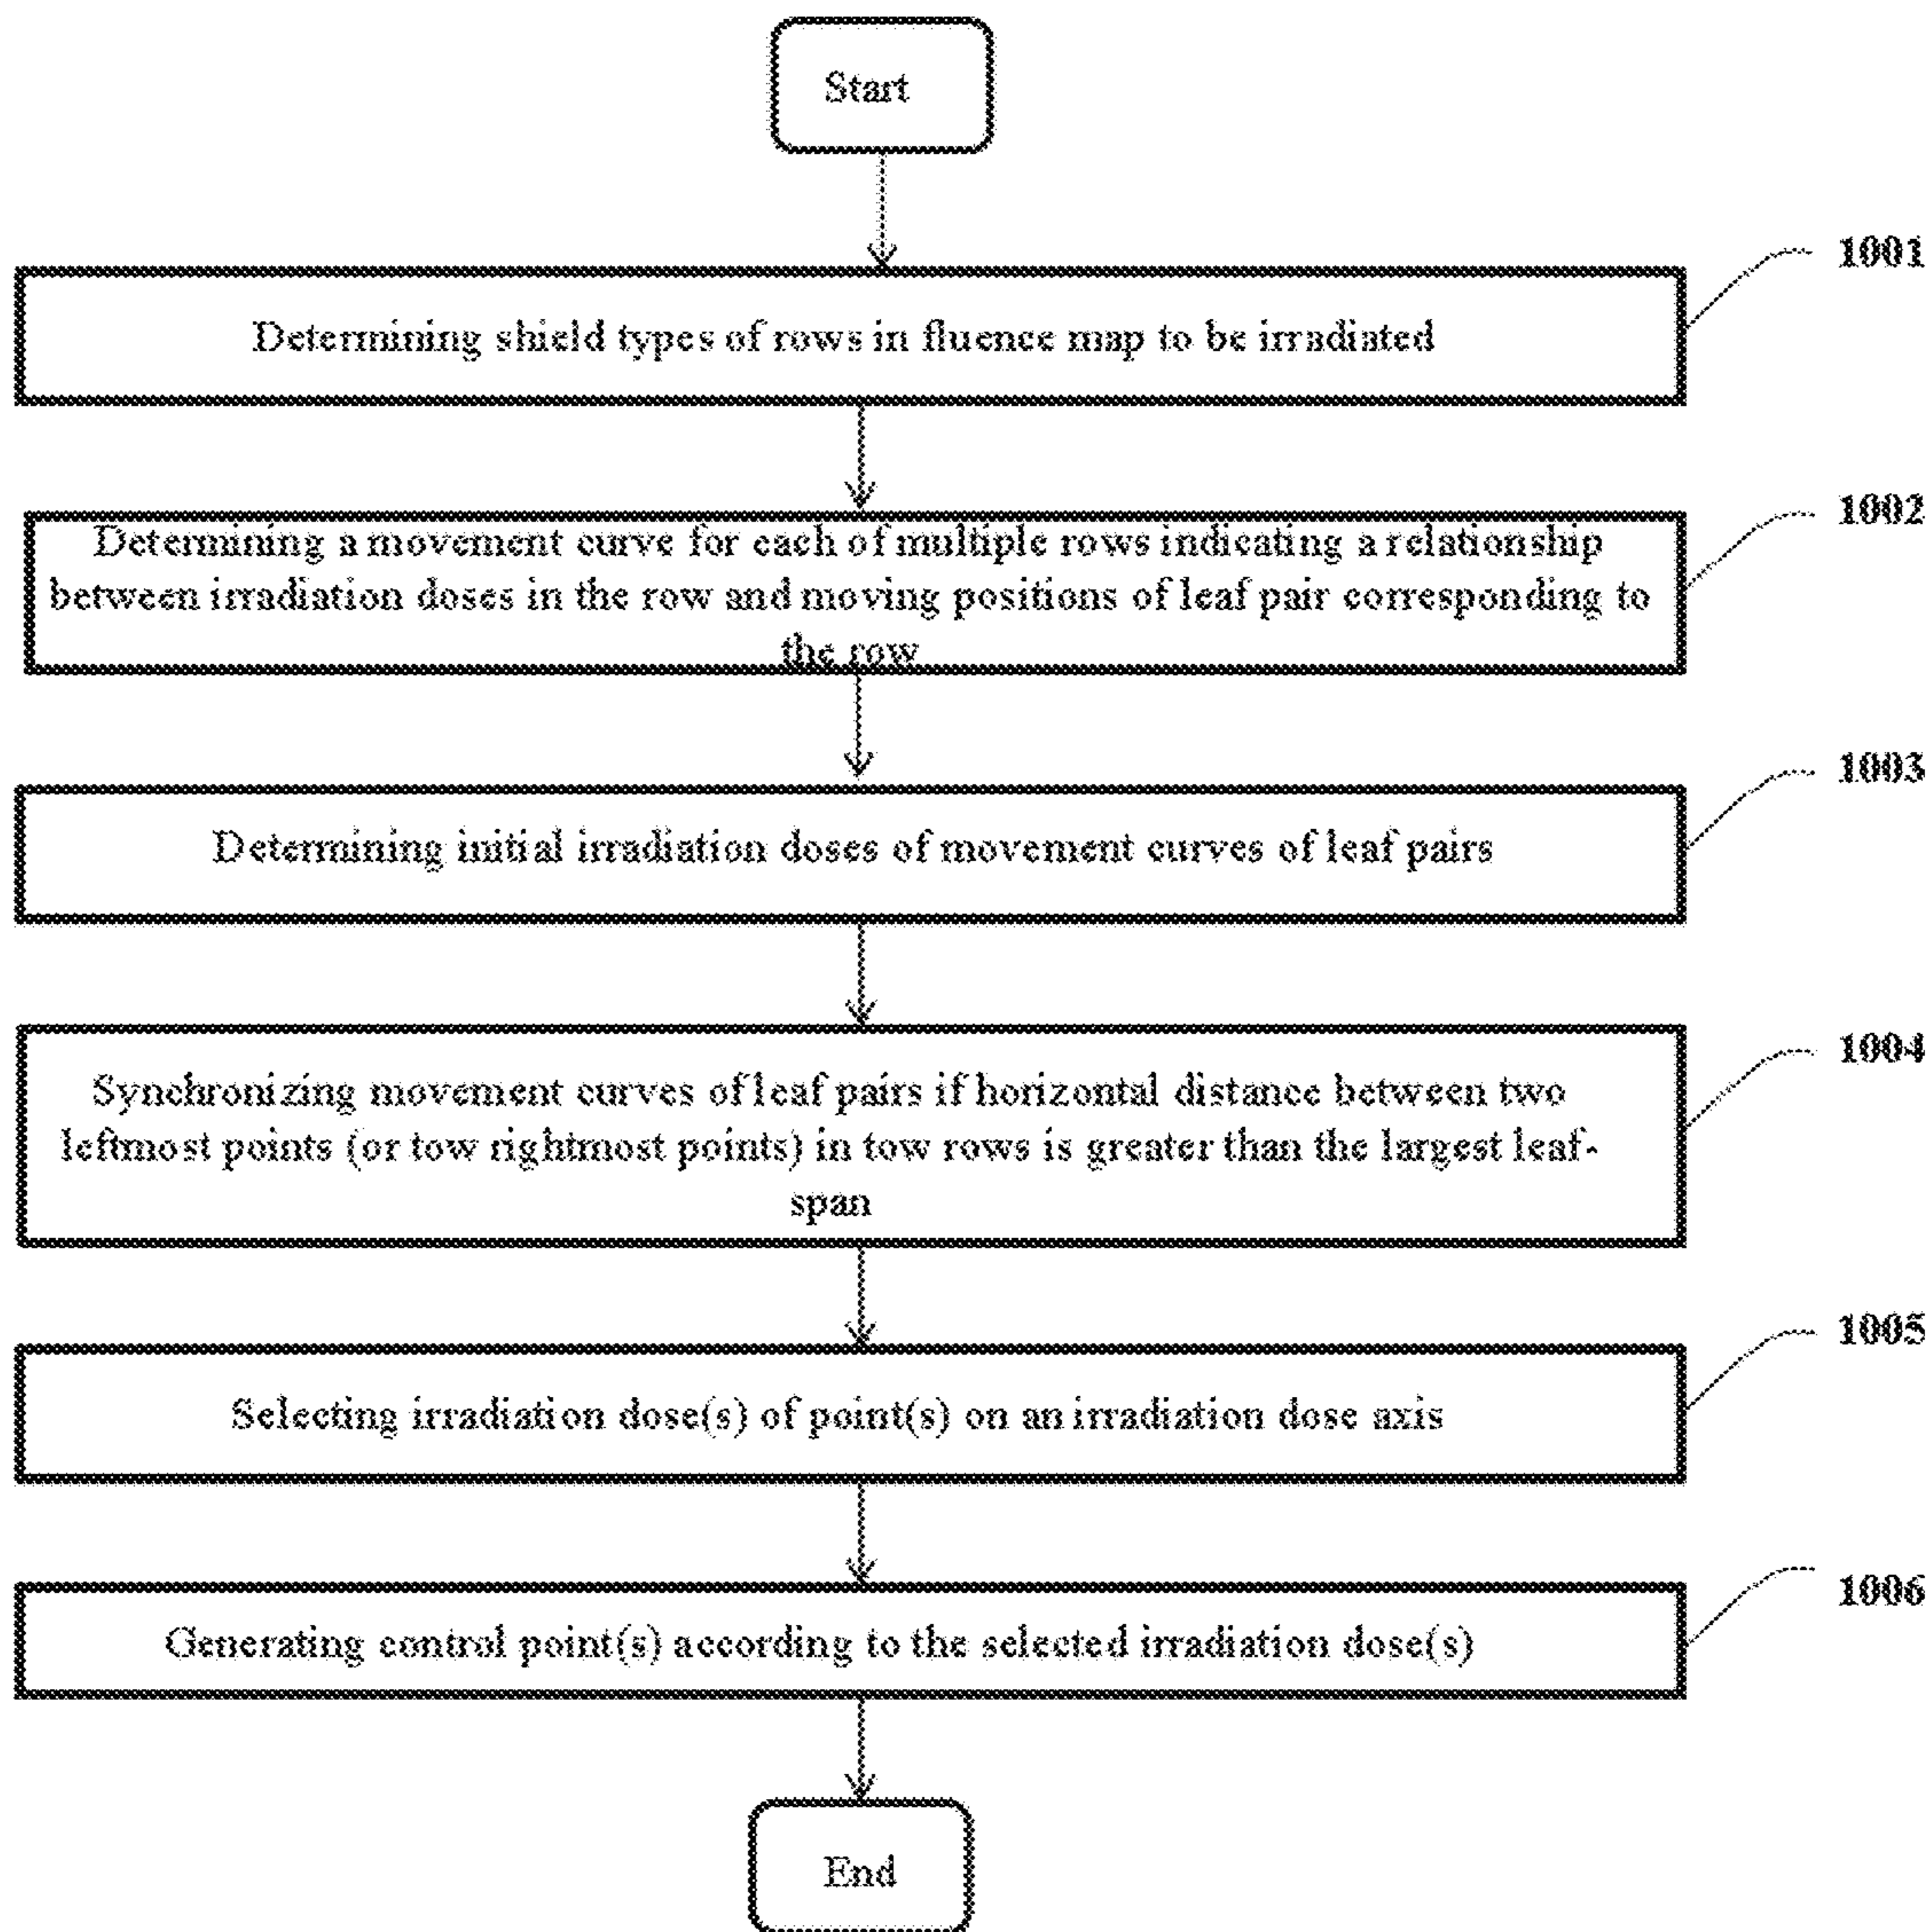 Start
1001
Determining shield types of rows in fluence map to be irradiated
1002
Determining a movement curve for each of multiple rows indicating a relationship
between irradiation doses in the row and moving positions of leaf pair corresponding to
the row
1003
Determining initial irradiation doses of movement curves of leaf pairs
1004
Synchronizing movement curves of leaf pairs if horizontal distance between two
leftmost points (or tow rightmost points) in tow rows is greater than the largest leaf-
span
1005
Selecting irradiation dose(s) of point(s) on an irradiation dose axis
1006
Generating control point(s) according to the selected irradiation dose(s)
End